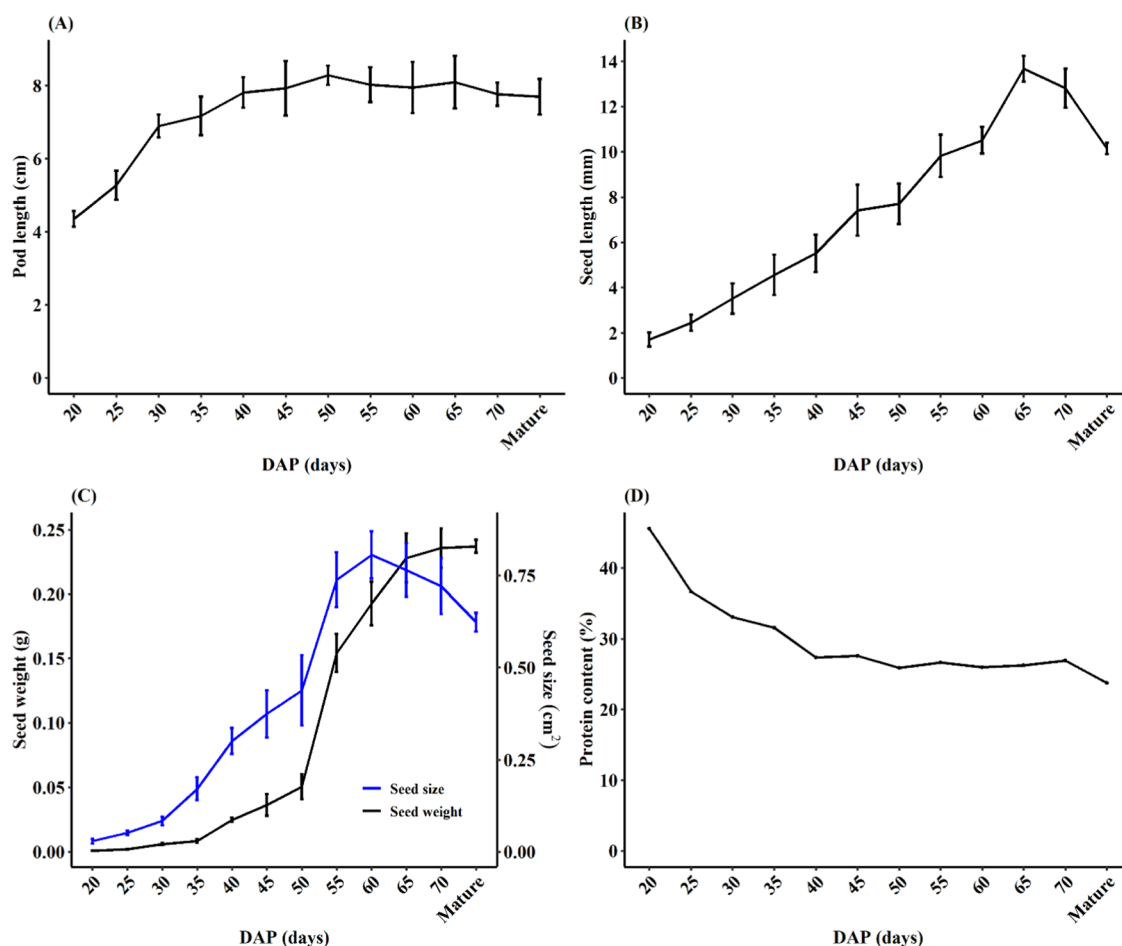 (A)
Pod length (cm)
8
6
4
2
0
20 25 30 35 40 45 50 55 60 65 70 Mature
DAP (days)
(B)
Seed length (mm)
14
12
10
8
6
4
2
0
20 25 30 35 40 45 50 55 60 65 70 Mature
DAP (days)
(C)
Seed weight (g)
0.25
0.20
0.15
0.10
0.05
0.00
Seed size (cm²)
0.75
0.50
0.25
0.00
Seed size
Seed weight
20 25 30 35 40 45 50 55 60 65 70 Mature
DAP (days)
(D)
Protein content (%)
40
30
20
10
0
20 25 30 35 40 45 50 55 60 65 70 Mature
DAP (days)